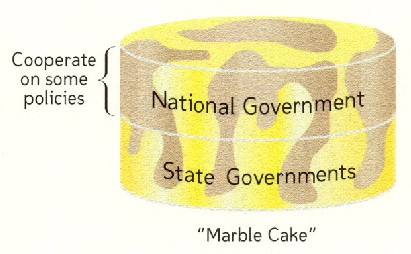 Cooperate
on some
policies
National Government
State Governments
"Marble Cake"